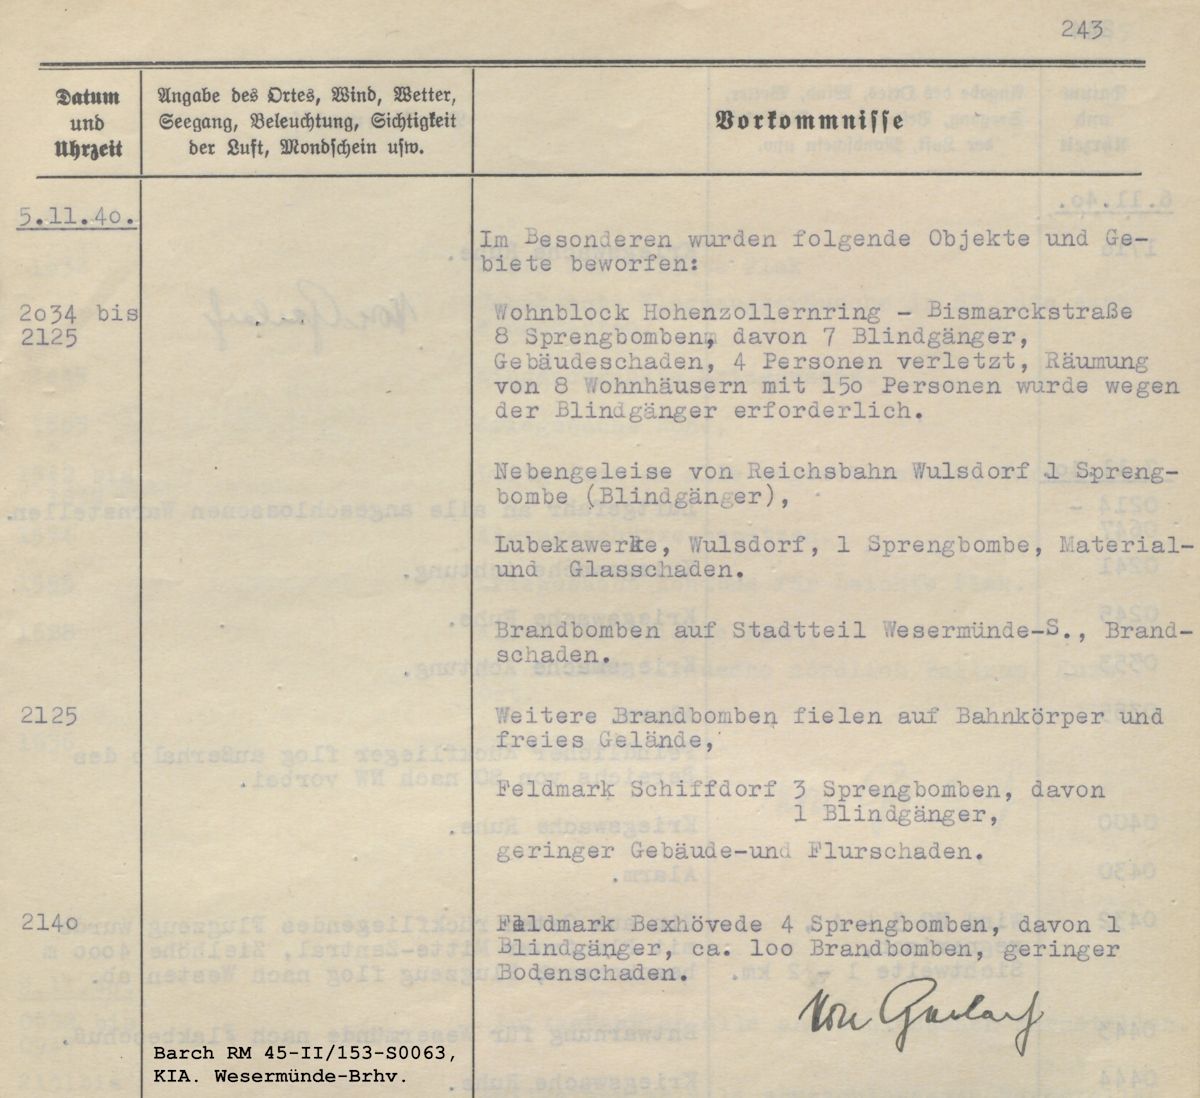 243
Datum
und
Uhrzeit
Angabe des Ortes, Wind, Wetter,
Seegang, Beleuchtung, Sichtigkeit
der Luft, Mondschein usw.
Vorkommnisse
5.11.4o.
Im Besonderen wurden folgende Objekte und Ge-
biete beworfen:
2o34 bis
2125
Wohnblock Hohenzollernring - Bismarckstraße
8 Sprengbomben, davon 7 Blindgänger,
Gebäudeschaden, 4 Personen verletzt, Räumung
von 8 Wohnhäusern mit 15o Personen wurde wegen
der Blindgänger erforderlich.
Nebengeleise von Reichsbahn Wulsdorf 1 Spreng-
bombe (Blindgänger),
Lubekawerke, Wulsdorf, 1 Sprengbombe, Material-
und Glasschaden.
Brandbomben auf Stadtteil Wesermünde-S., Brand-
schaden.
2125
Weitere Brandbomben fielen auf Bahnkörper und
freies Gelände,
Feldmark Schiffdorf 3 Sprengbomben, davon
1 Blindgänger,
geringer Gebäude-und Flurschaden.
214o
Feldmark Bexhövede 4 Sprengbomben, davon 1
Blindgänger, ca. 1oo Brandbomben, geringer
Bodenschaden.
Barch RM 45-II/153-S0063,
KIA. Wesermünde-Brhv.